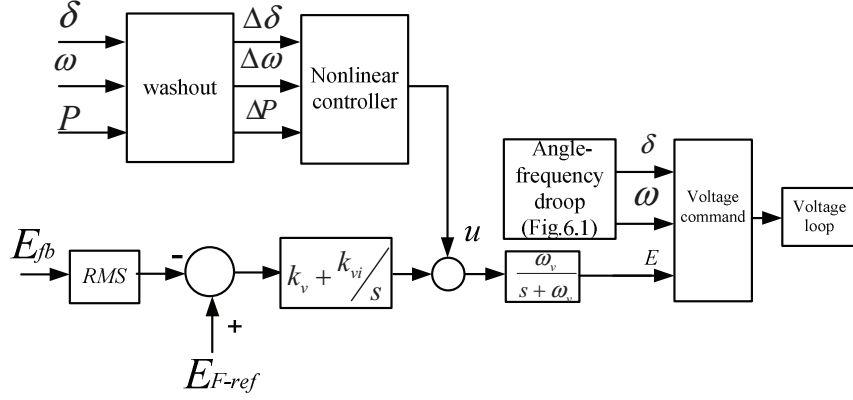 δ
ω
P
washout
Δδ
Δω
ΔP
Nonlinear
controller
Angle-
frequency
droop
(Fig.6.1)
δ
ω
E
Voltage
command
Voltage
loop
E_fb
RMS
-
+
E_F-ref
k_v + k_vi/s
u
ω_v
s + ω_v